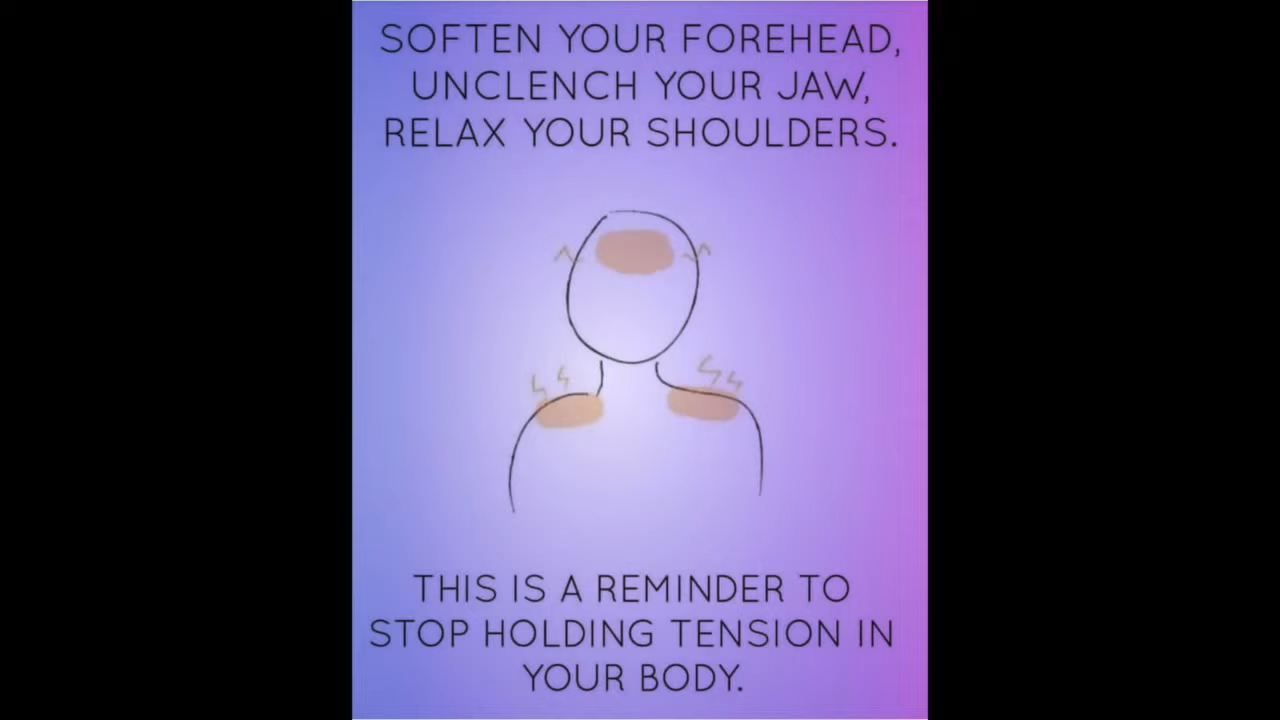 SOFTEN YOUR FOREHEAD,
UNCLENCH YOUR JAW,
RELAX YOUR SHOULDERS.
THIS IS A REMINDER TO
STOP HOLDING TENSION IN
YOUR BODY.